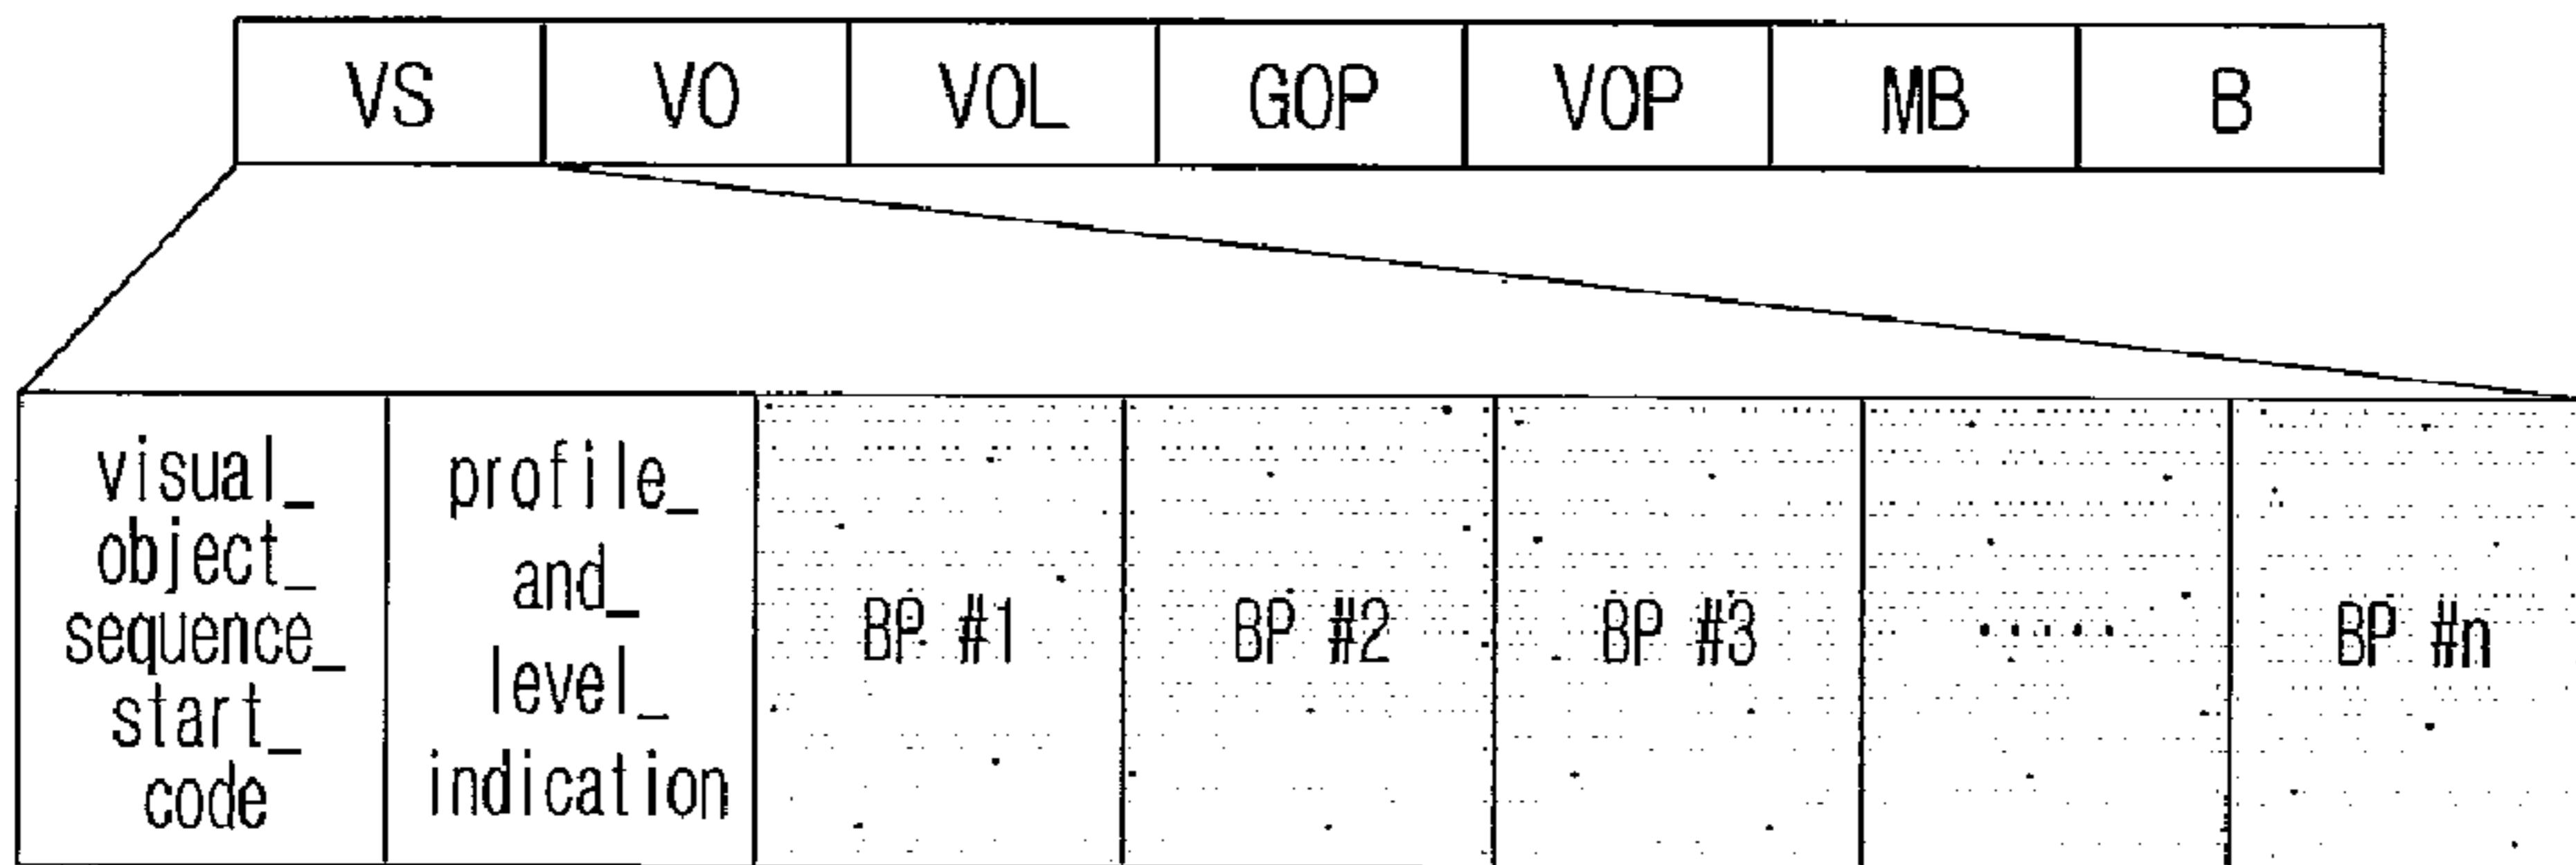 VS VO VOL GOP VOP MB B
visual_
object_
sequence_
start_
code
profile_
and_
level_
indication
BP #1 BP #2 BP #3 ····· BP #n